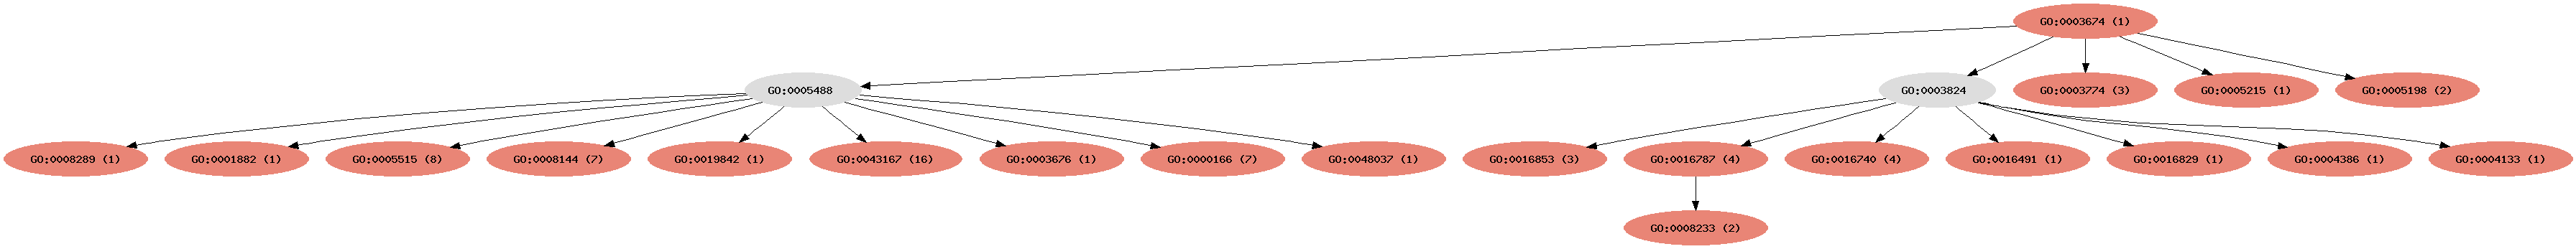 GO:0003674 (1)
GO:0005488
GO:0003824
GO:0003774 (3)
GO:0005215 (1)
GO:0005198 (2)
GO:0008289 (1)
GO:0001882 (1)
GO:0005515 (8)
GO:0008144 (7)
GO:0019842 (1)
GO:0043167 (16)
GO:0003676 (1)
GO:0000166 (7)
GO:0048037 (1)
GO:0016853 (3)
GO:0016787 (4)
GO:0016740 (4)
GO:0016491 (1)
GO:0016829 (1)
GO:0004386 (1)
GO:0004133 (1)
GO:0008233 (2)